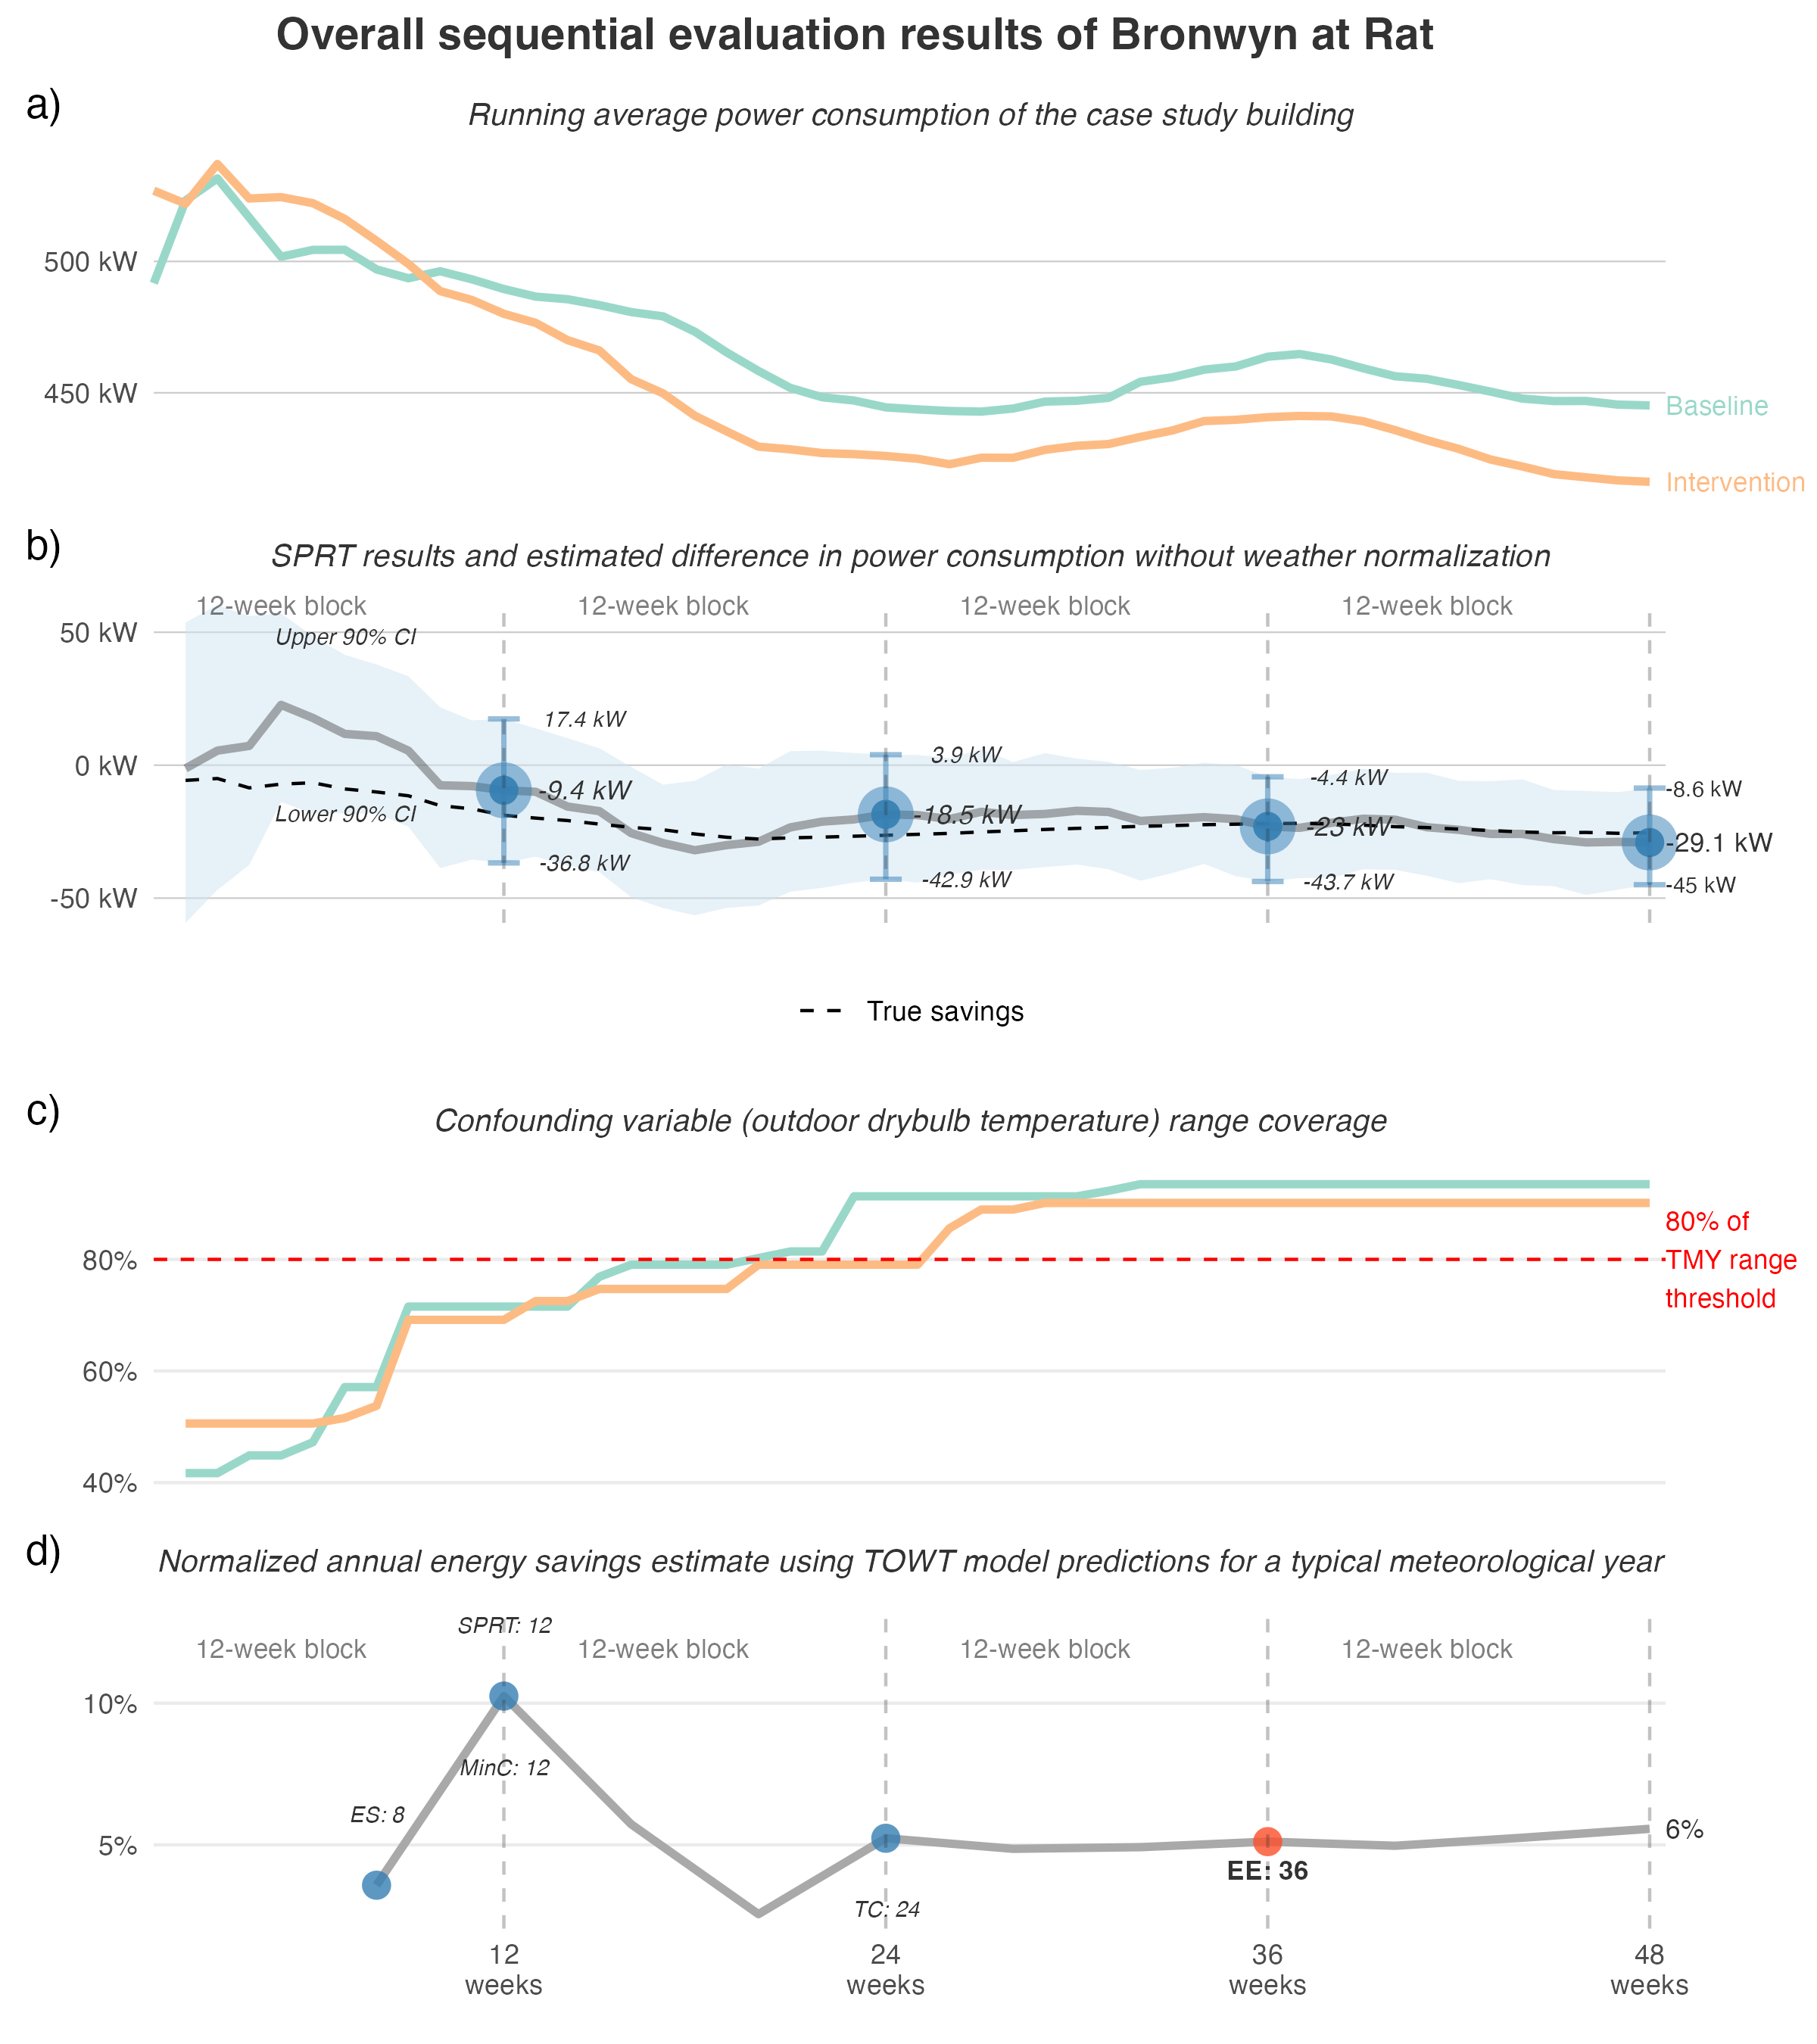 Overall sequential evaluation results of Bronwyn at Rat
a)
Running average power consumption of the case study building
500 kW
450 kW
Baseline
Intervention
b)
SPRT results and estimated difference in power consumption without weather normalization
12-week block 12-week block 12-week block 12-week block
50 kW
Upper 90% CI
17.4 kW
3.9 kW
0 kW
-4.4 kW
-8.6 kW
-9.4 kW
Lower 90% CI
-18.5 kW
-23 kW
-29.1 kW
-36.8 kW
-42.9 kW
-43.7 kW
-45 kW
-50 kW
True savings
c)
Confounding variable (outdoor drybulb temperature) range coverage
80% of
TMY range
threshold
80%
60%
40%
d)
Normalized annual energy savings estimate using TOWT model predictions for a typical meteorological year
SPRT: 12
12-week block 12-week block 12-week block 12-week block
10%
MinC: 12
ES: 8
5%
6%
EE: 36
TC: 24
12
weeks
24
weeks
36
weeks
48
weeks